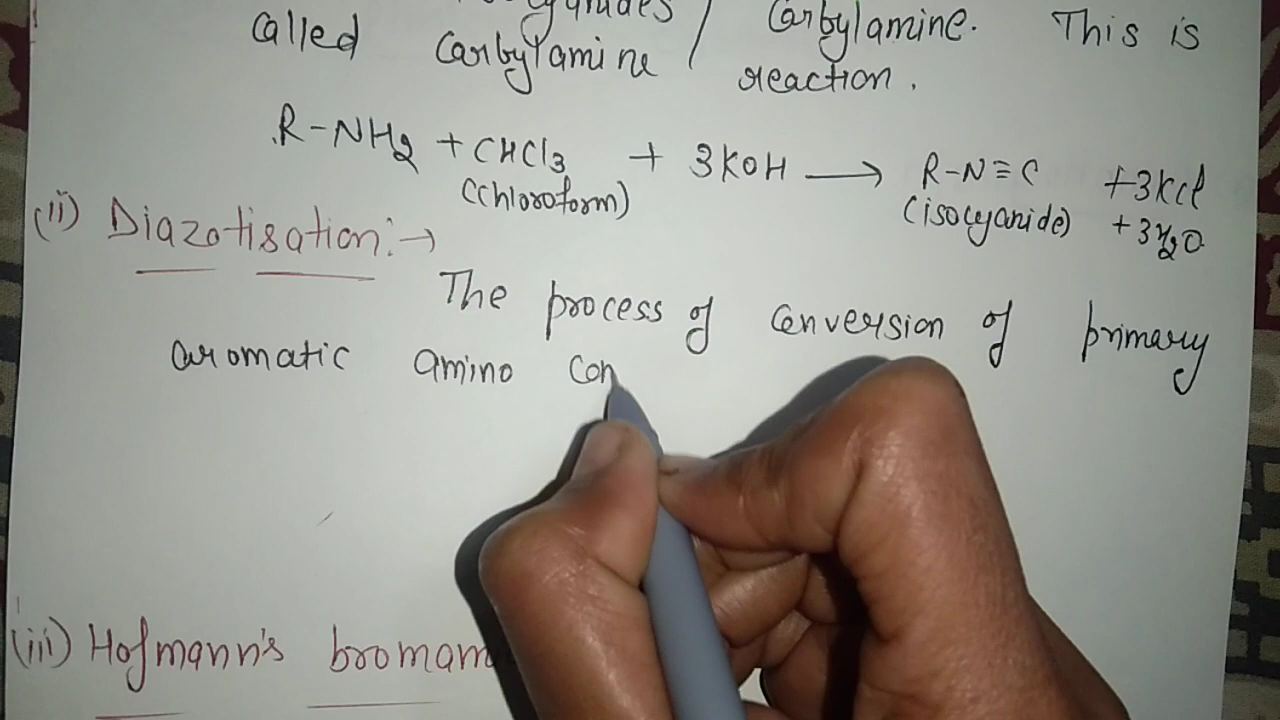 called carbylamine / carbylamine. This is
reaction.
R-NH2 + CHCl3 + 3KOH → R-N≡C +3KCl
(Chloroform) (isocyanide) +3H2O
(ii) Diazotisation:→
The process of conversion of primary
aromatic amino con
(iii) Hofmann's